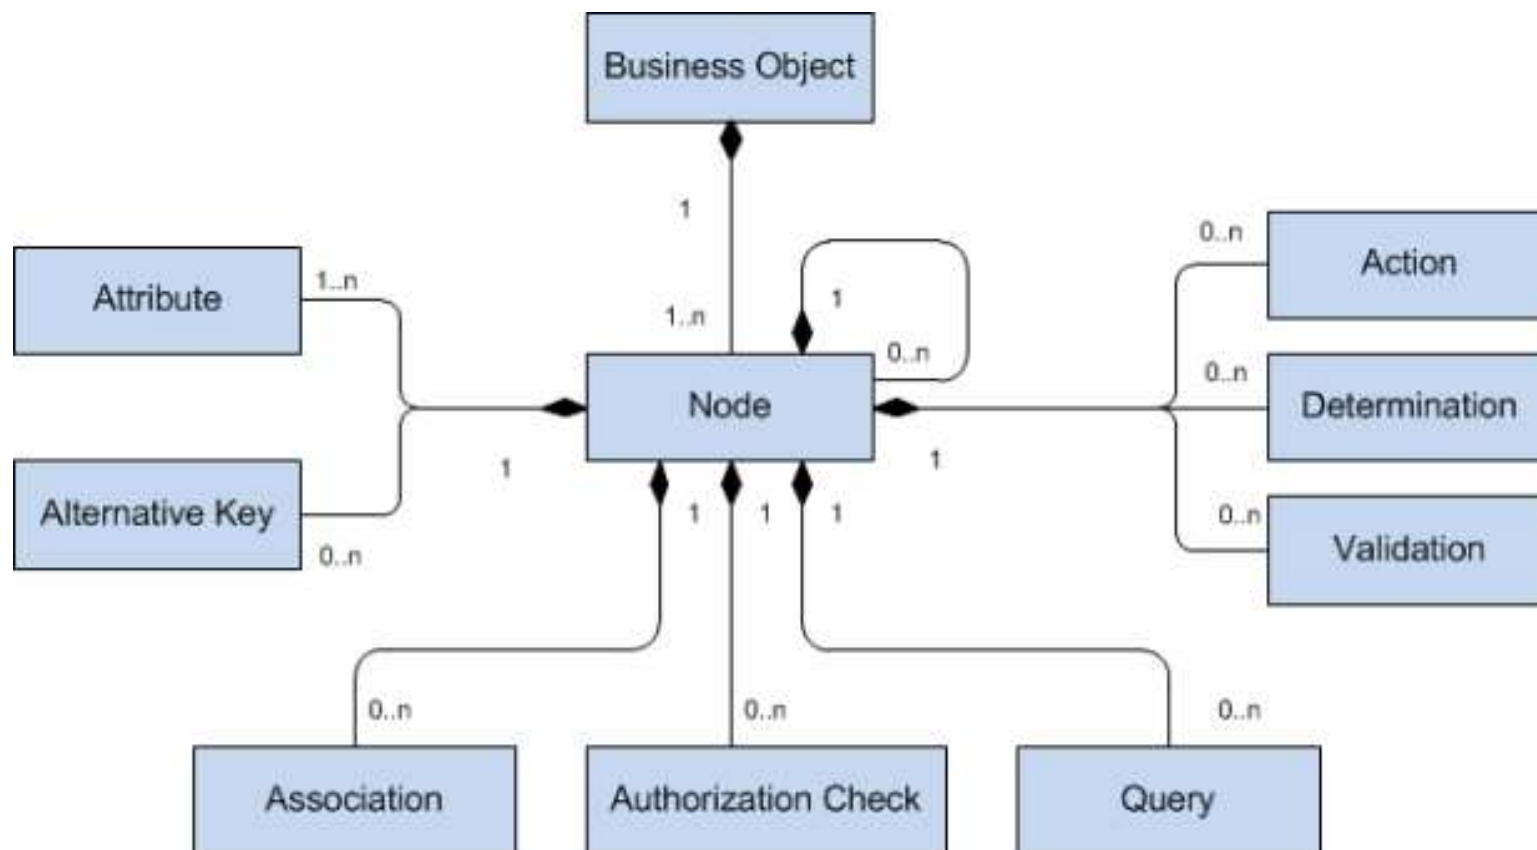 Business Object
1
1..n
1
0..n
Attribute
1..n
Alternative Key
0..n
1
Node
1
0..n
Action
0..n
Determination
0..n
Validation
1
1
1
0..n
0..n
0..n
Association
Authorization Check
Query